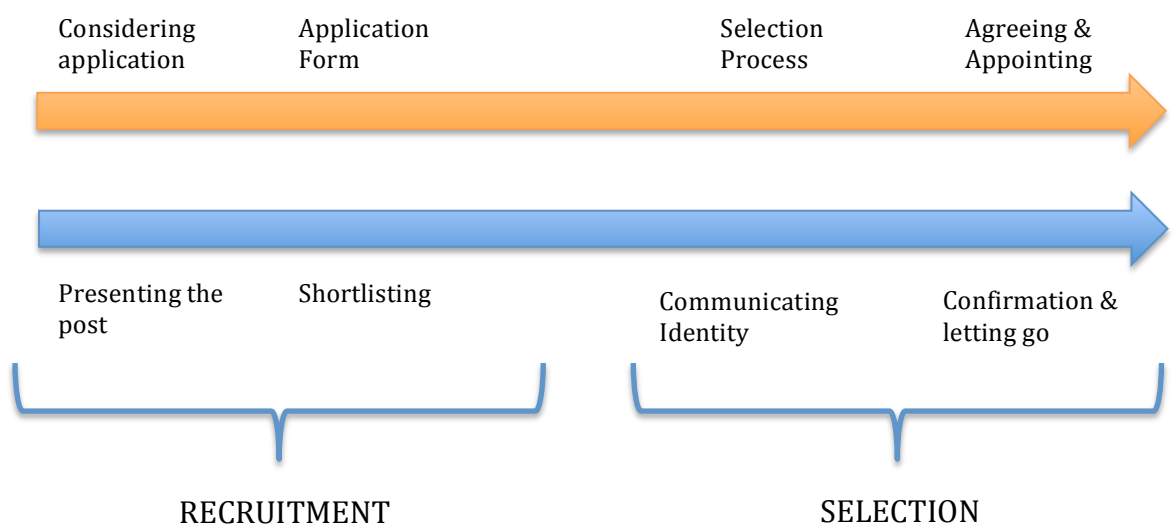 Considering
application
Application
Form
Selection
Process
Agreeing &
Appointing
Presenting the
post
Shortlisting
Communicating
Identity
Confirmation &
letting go
RECRUITMENT
SELECTION